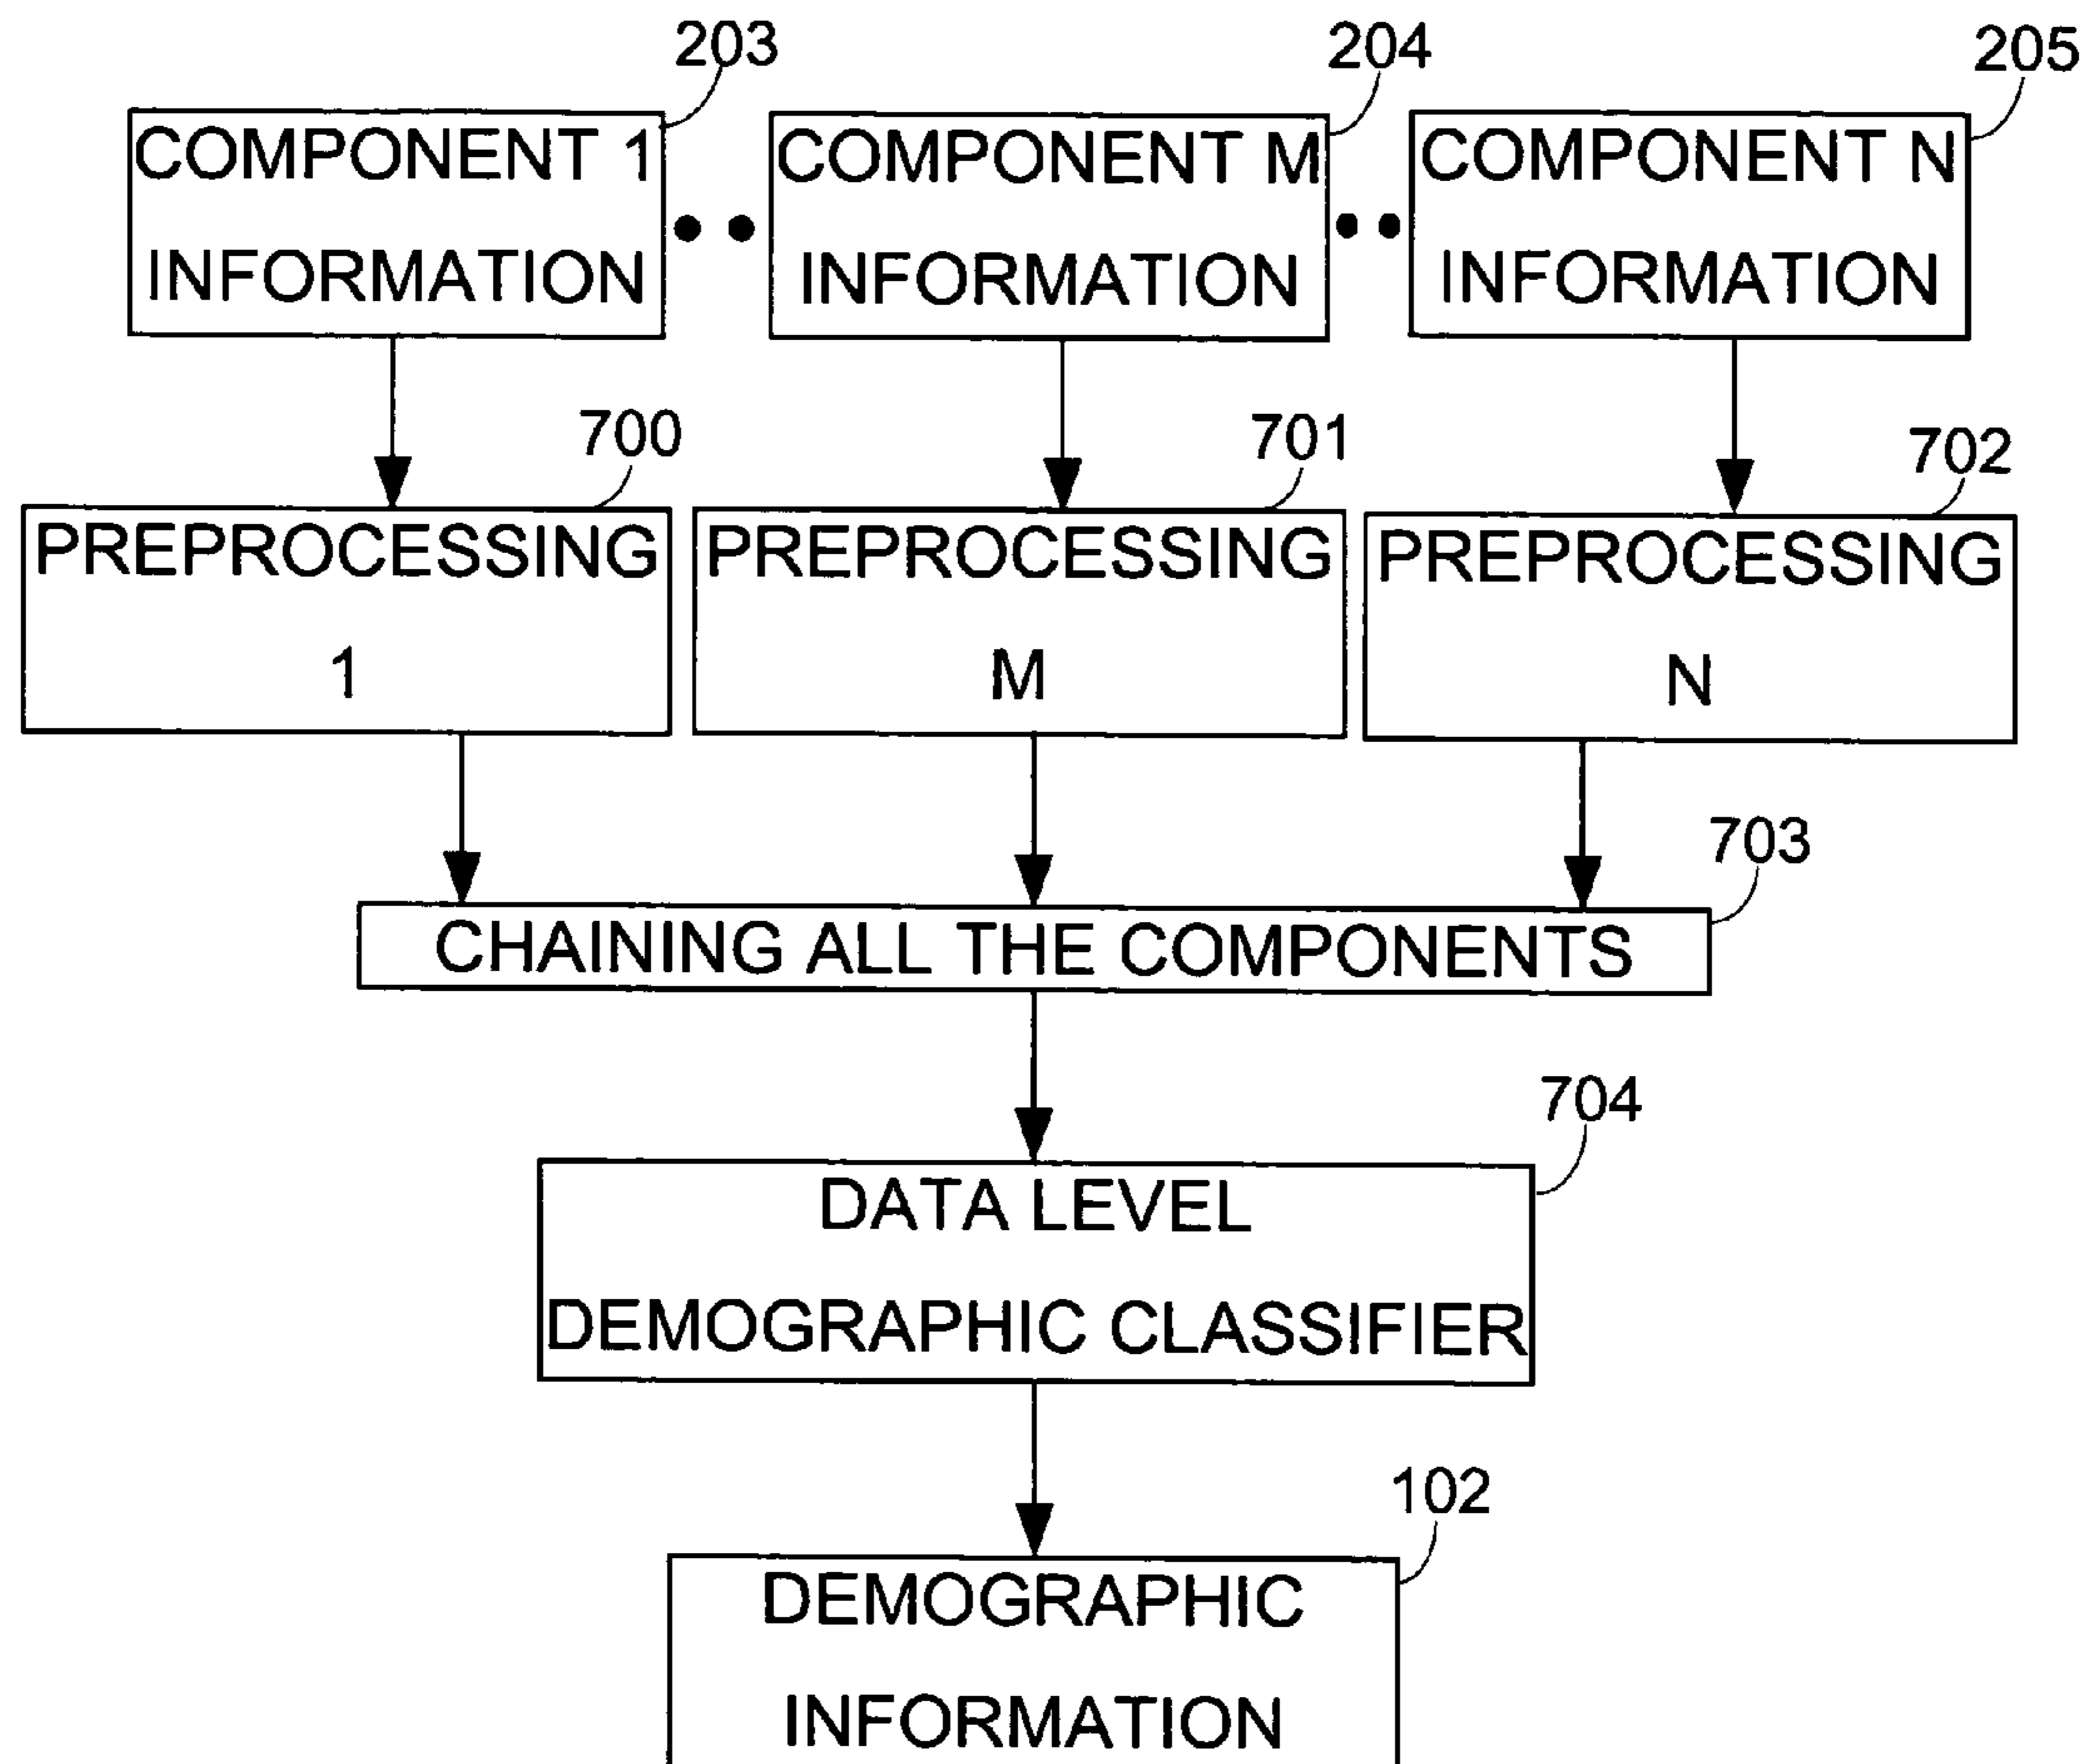 203
204
205
COMPONENT 1
INFORMATION
COMPONENT M
INFORMATION
COMPONENT N
INFORMATION
700
701
702
PREPROCESSING
1
PREPROCESSING
M
PREPROCESSING
N
703
CHAINING ALL THE COMPONENTS
704
DATA LEVEL
DEMOGRAPHIC CLASSIFIER
102
DEMOGRAPHIC
INFORMATION